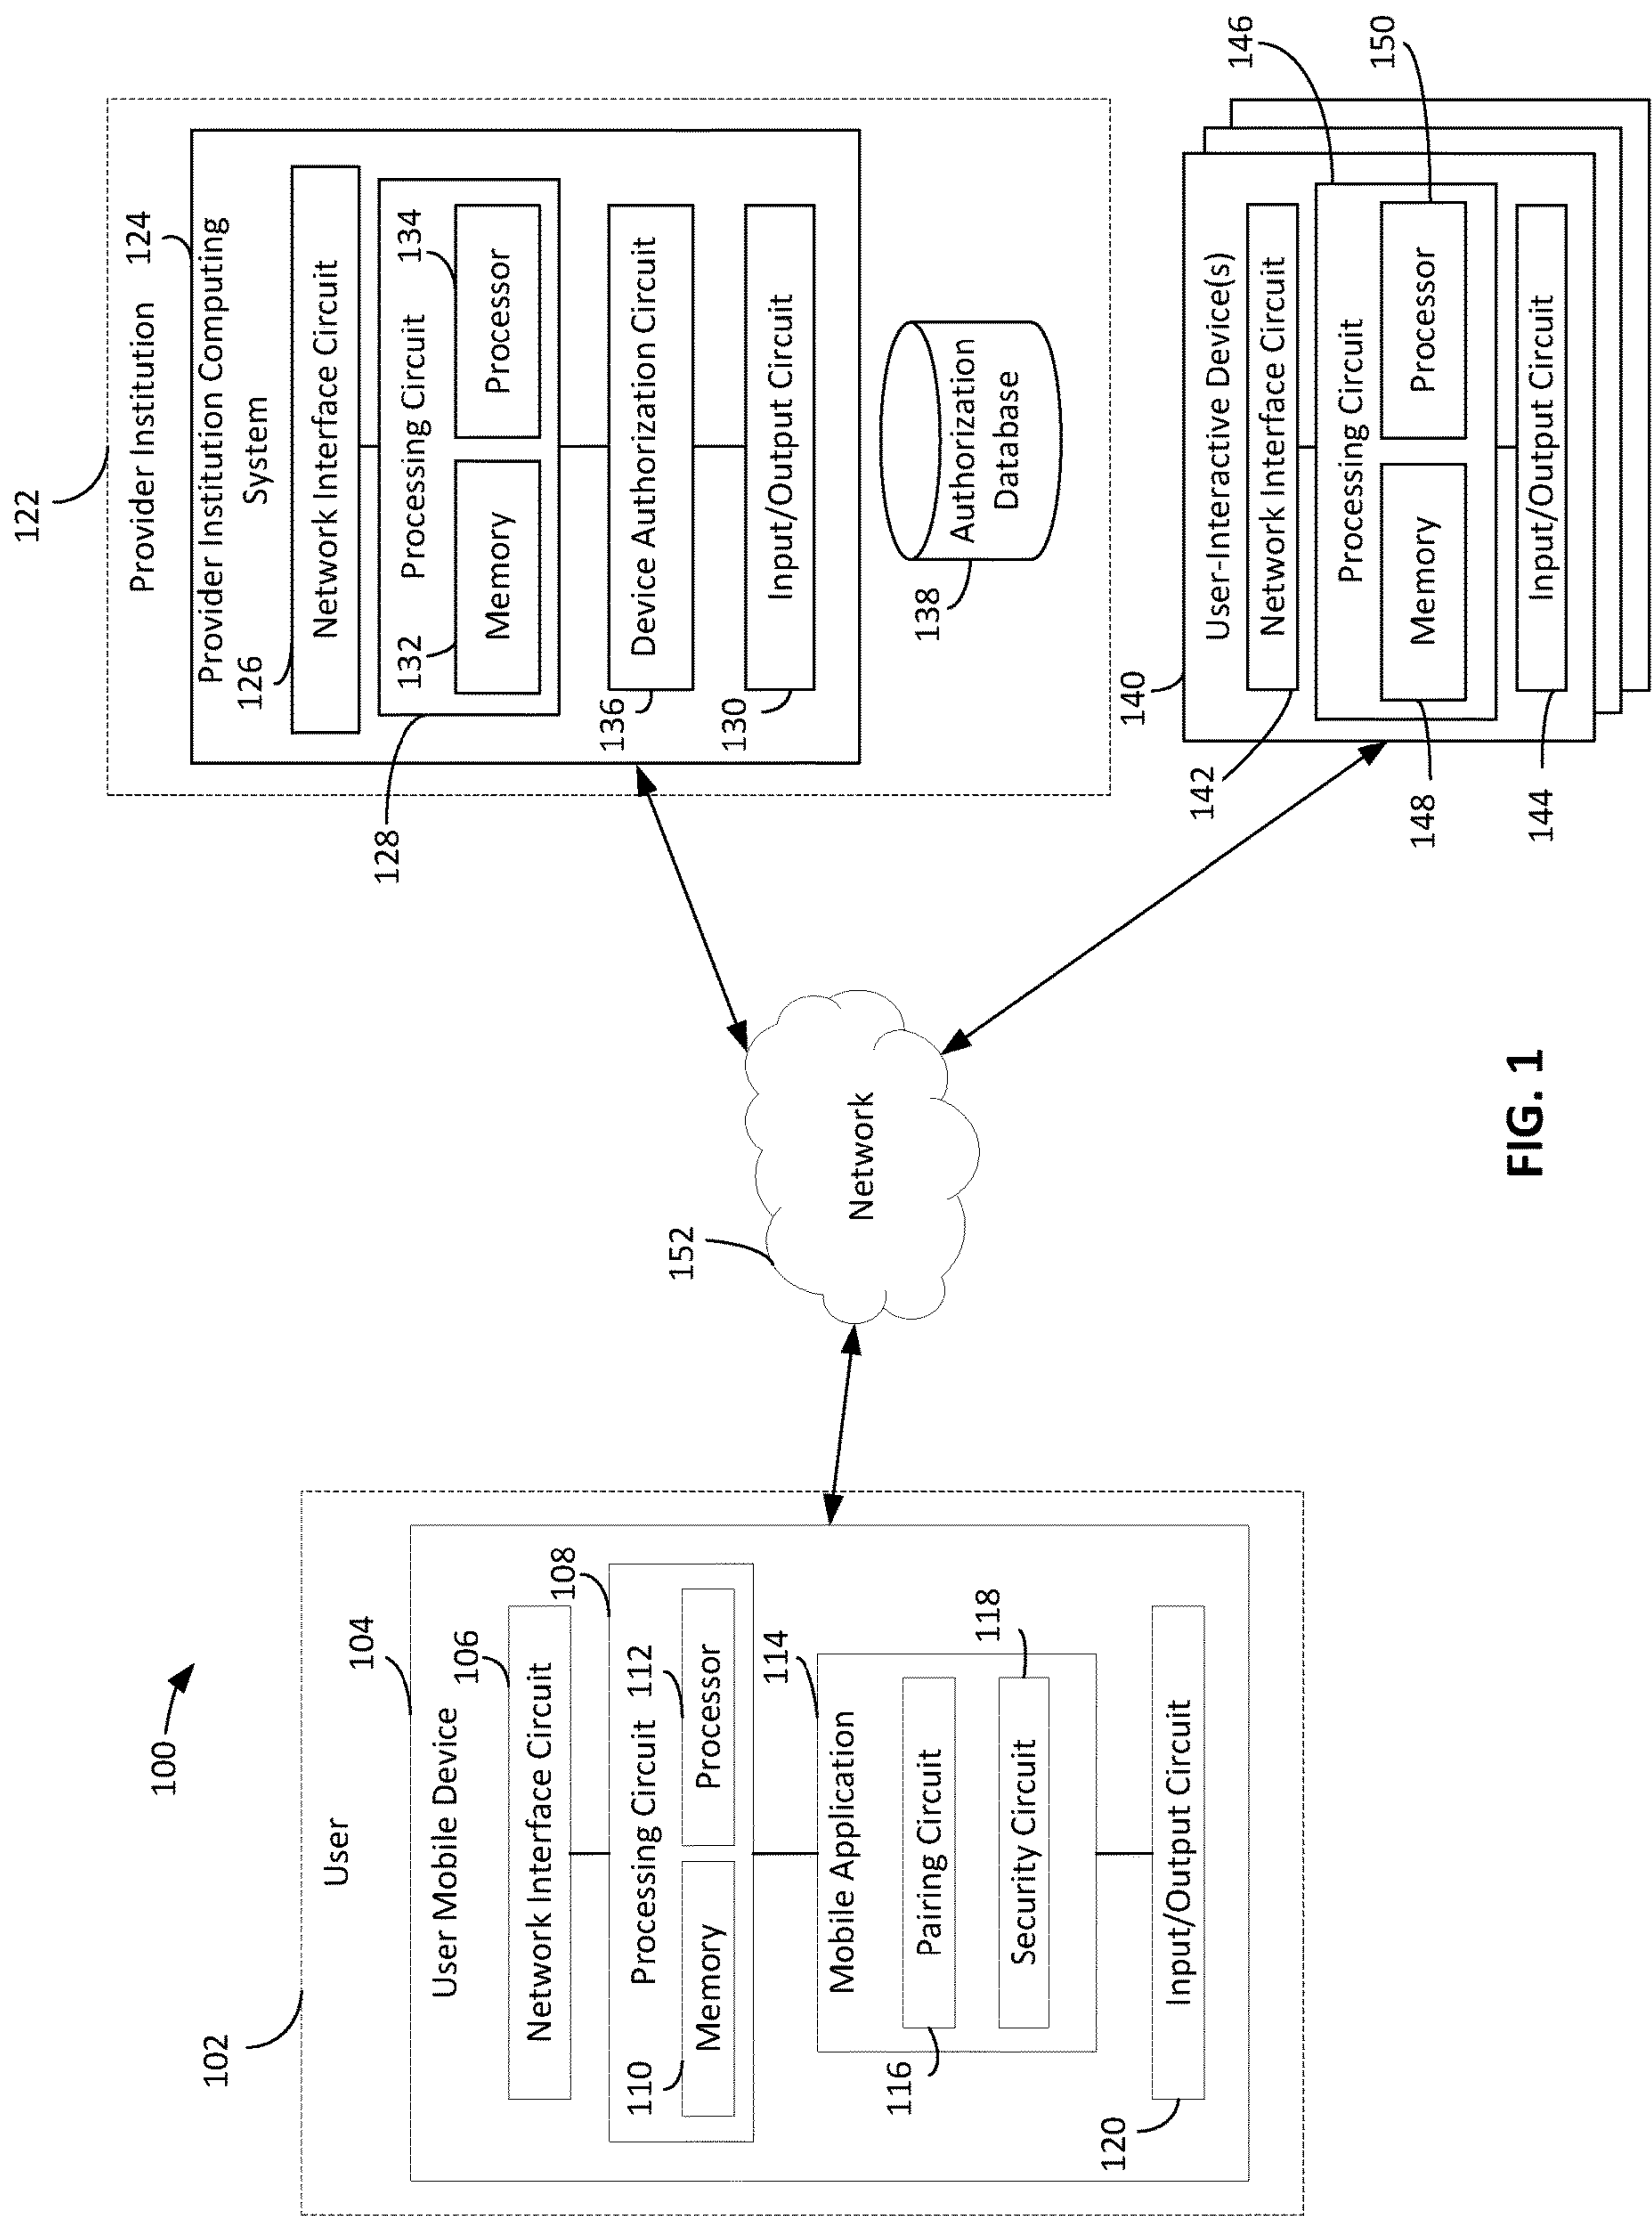 100
102
User
104
User Mobile Device
106
Network Interface Circuit
108
Processing Circuit
110
Memory
112
Processor
114
Mobile Application
116
Pairing Circuit
118
Security Circuit
120
Input/Output Circuit
152
Network
122
Provider Institution
124
Provider Institution Computing
System
126
Network Interface Circuit
128
Processing Circuit
132
Memory
134
Processor
136
Device Authorization Circuit
130
Input/Output Circuit
138
Authorization
Database
140
User-Interactive Device(s)
142
Network Interface Circuit
146
Processing Circuit
148
Memory
150
Processor
144
Input/Output Circuit
FIG. 1